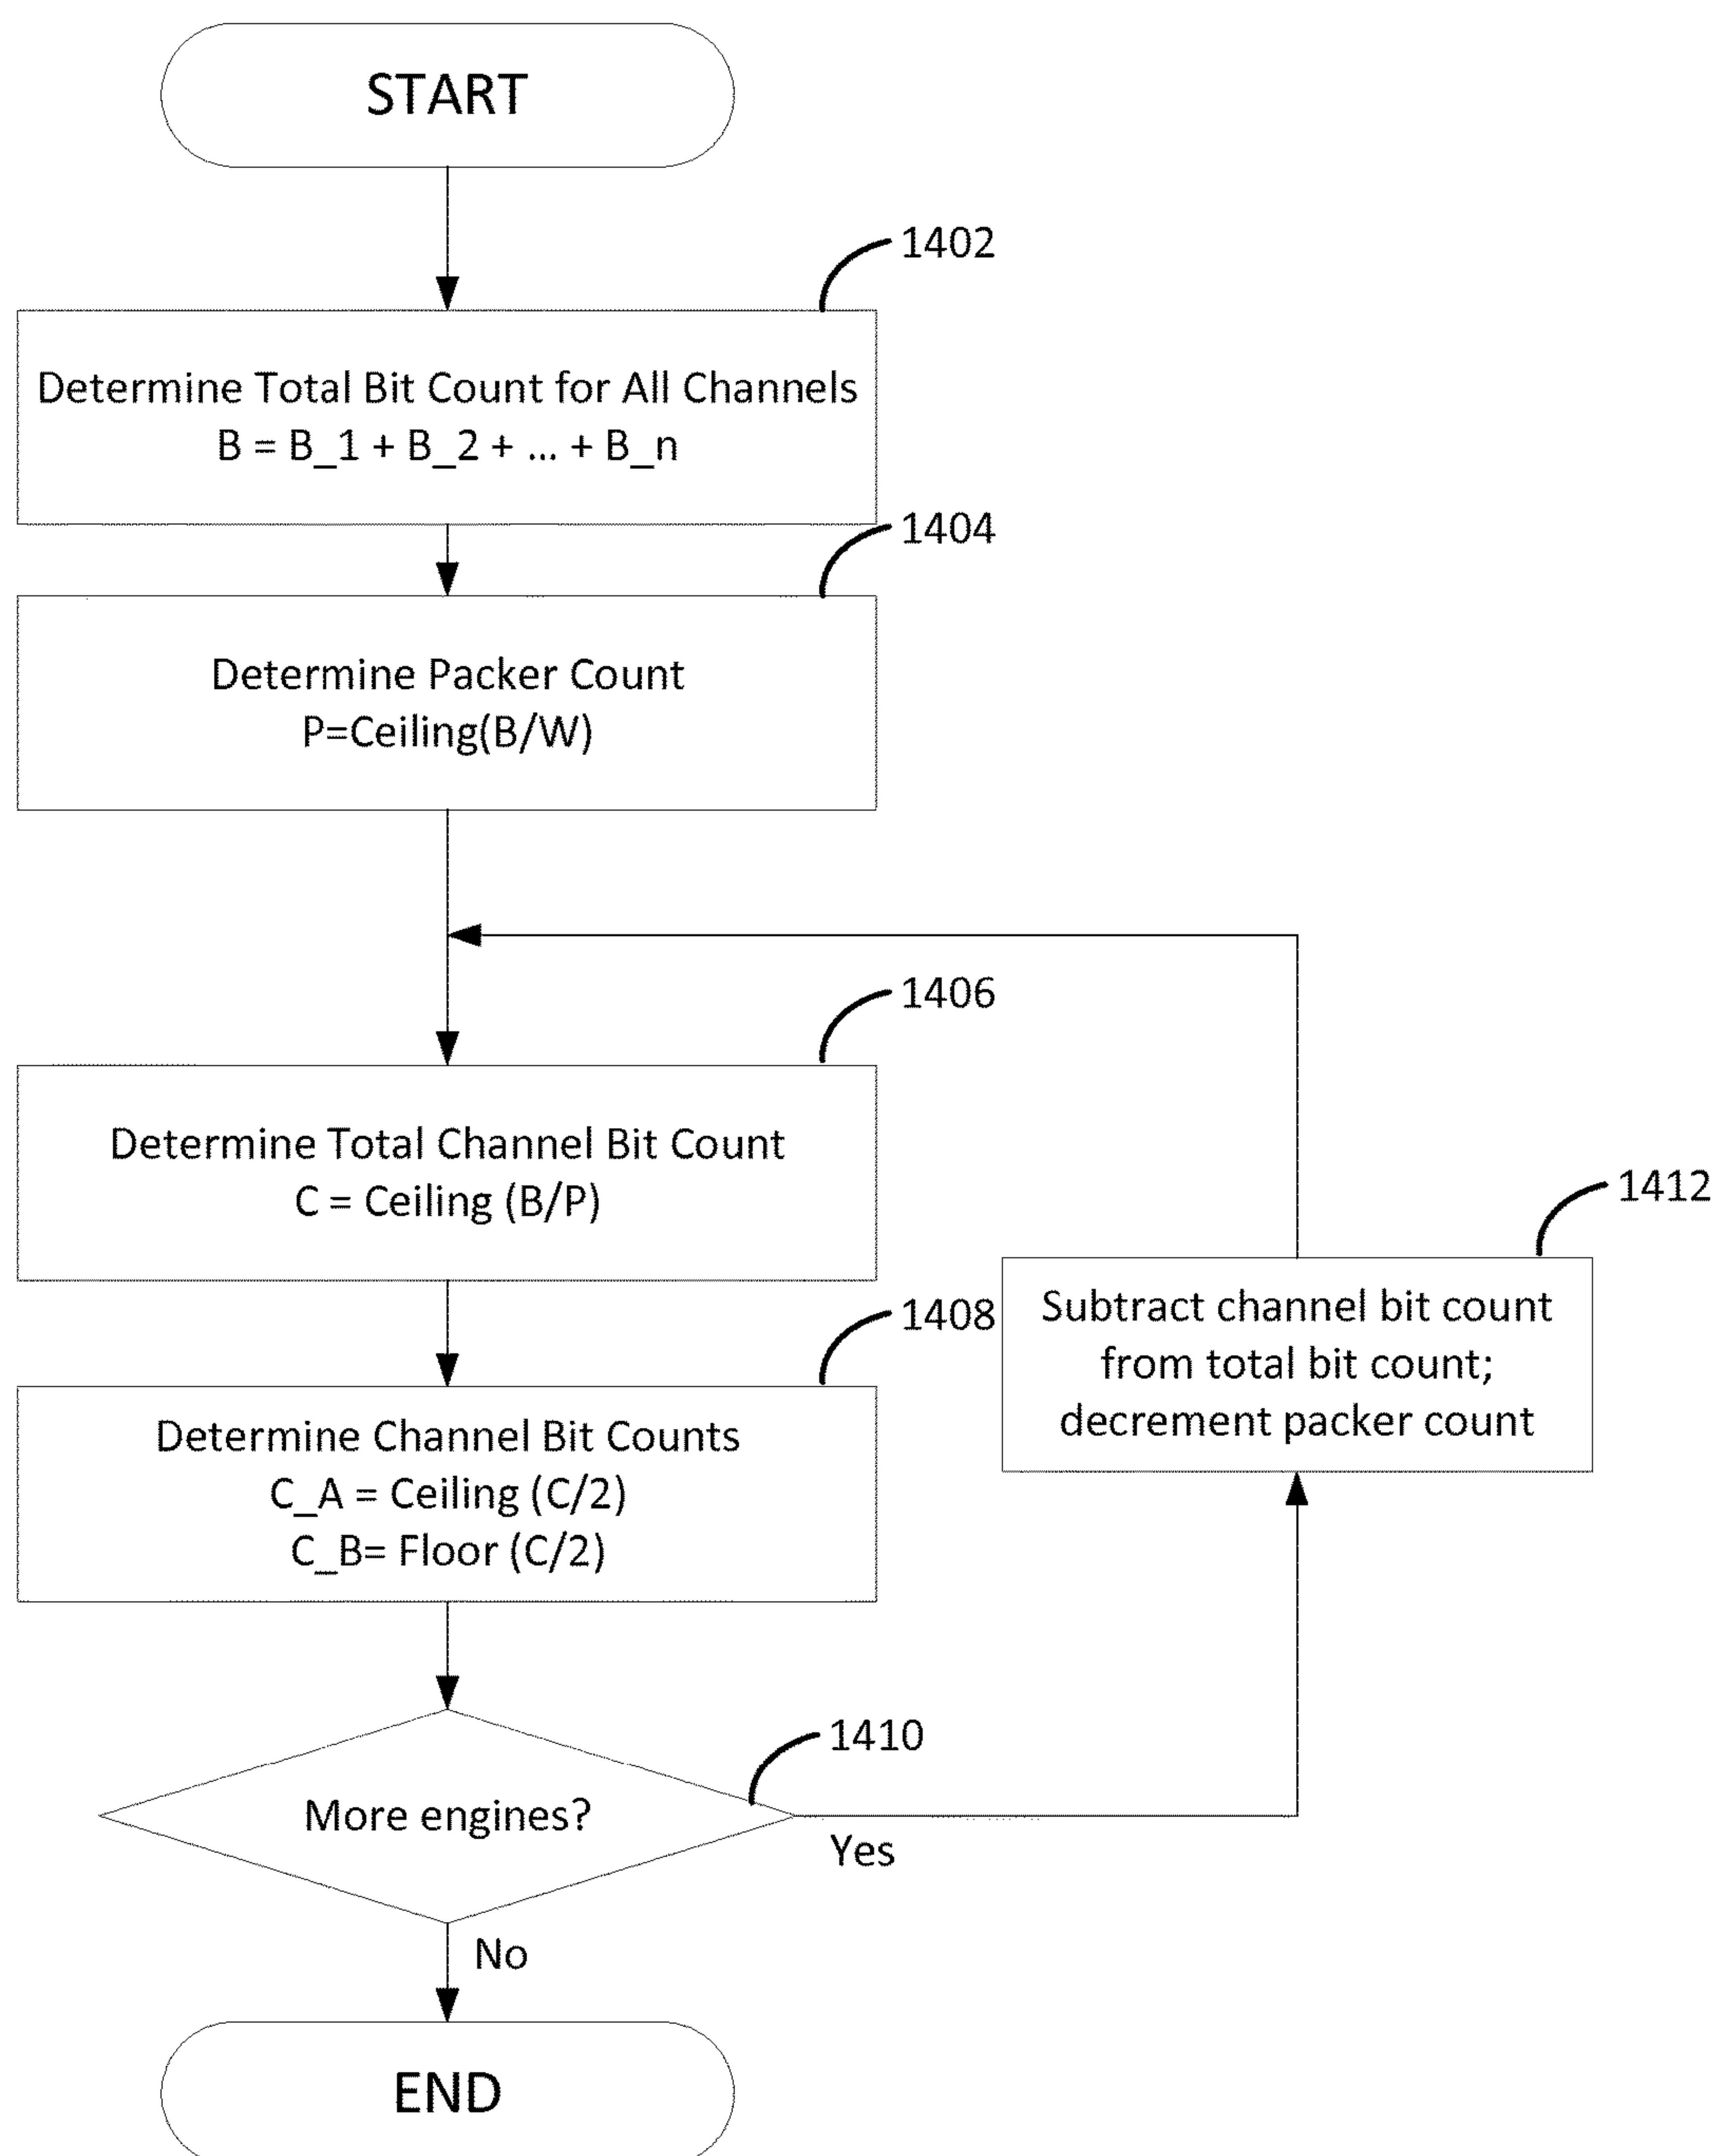 START
1402
Determine Total Bit Count for All Channels
B = B_1 + B_2 + ... + B_n
1404
Determine Packer Count
P=Ceiling(B/W)
1406
Determine Total Channel Bit Count
C = Ceiling (B/P)
1412
Subtract channel bit count
from total bit count;
decrement packer count
1408
Determine Channel Bit Counts
C_A = Ceiling (C/2)
C_B= Floor (C/2)
1410
More engines?
Yes
No
END